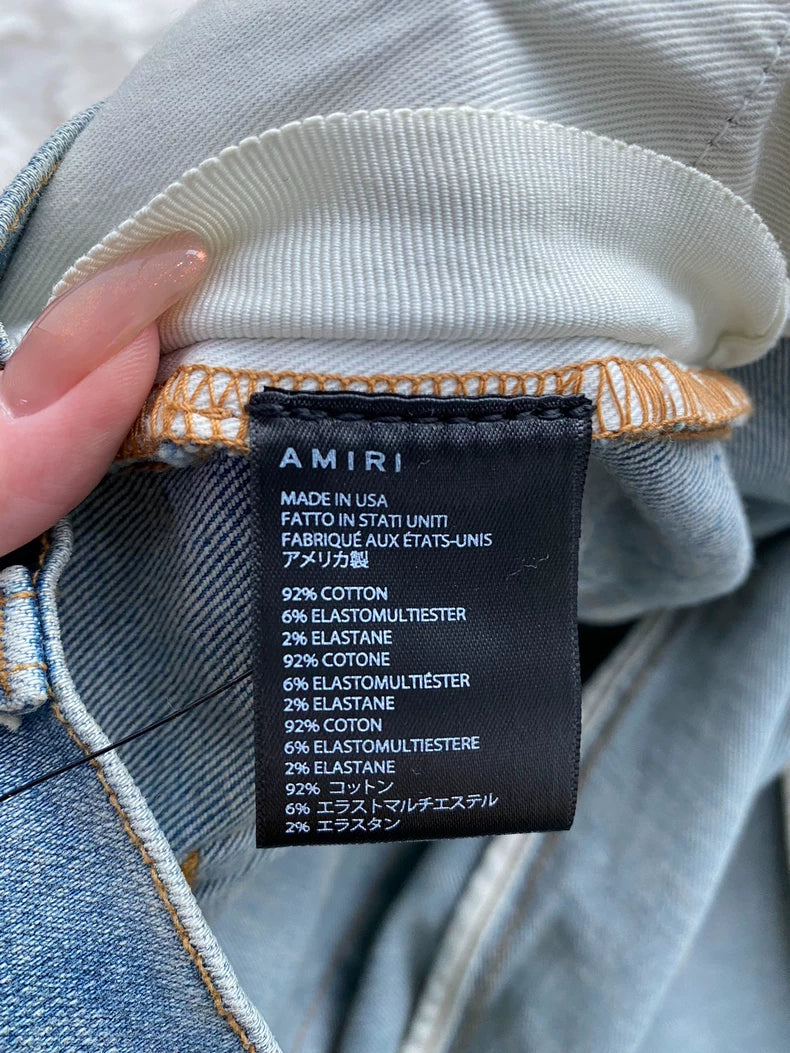 AMIRI
MADE IN USA
FATTO IN STATI UNITI
FABRIQUÉ AUX ÉTATS-UNIS
アメリカ製
92% COTTON
6% ELASTOMULTIESTER
2% ELASTANE
92% COTONE
6% ELASTOMULTIÉSTER
2% ELASTANE
92% COTON
6% ELASTOMULTIESTERE
2% ELASTANE
92% コットン
6% エラストマルチエステル
2% エラスタン